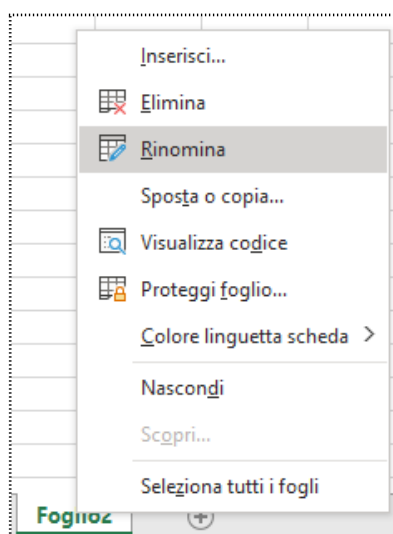 Inserisci...
Elimina
Rinomina
Sposta o copia...
Visualizza codice
Proteggi foglio...
Colore linguetta scheda >
Nascondi
Scopri...
Seleziona tutti i fogli
Foglio2